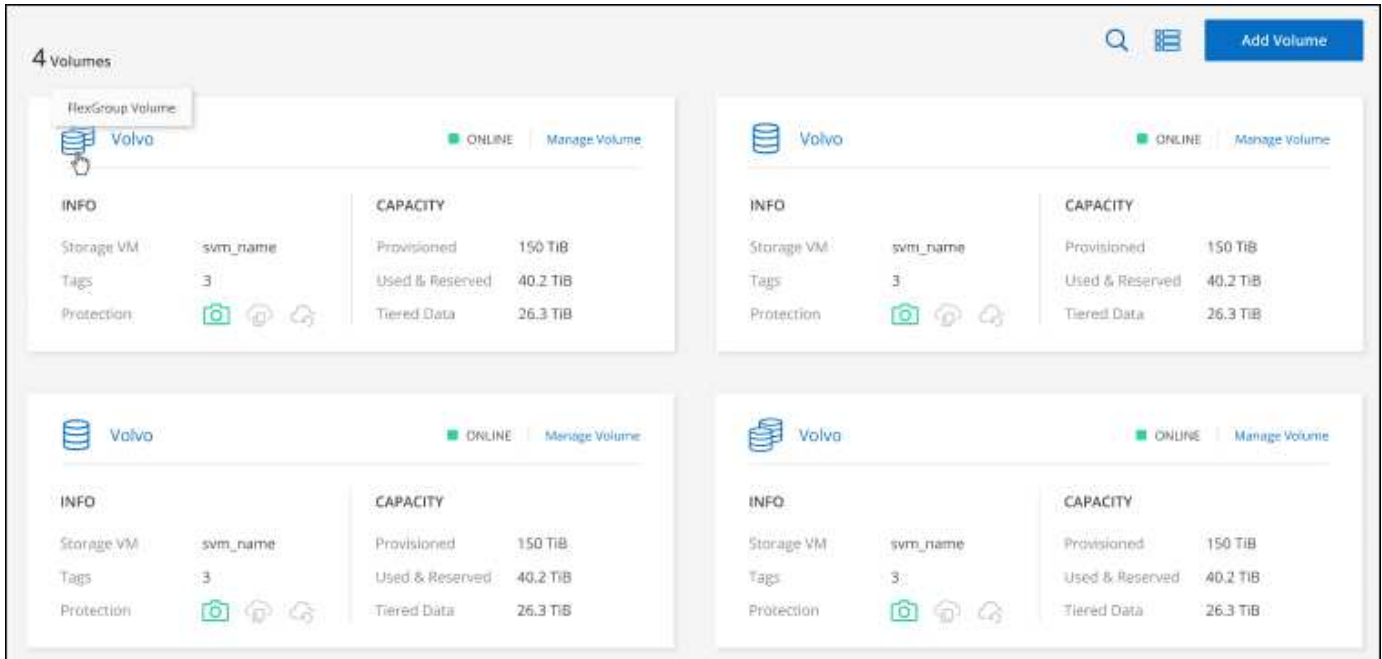 4 Volumes
Add Volume
FlexGroup Volume
Volvo ONLINE Manage Volume
INFO CAPACITY
Storage VM svm_name Provisioned 150 TiB
Tags 3 Used & Reserved 40.2 TiB
Protection Tiered Data 26.3 TiB
Volvo ONLINE Manage Volume
INFO CAPACITY
Storage VM svm_name Provisioned 150 TiB
Tags 3 Used & Reserved 40.2 TiB
Protection Tiered Data 26.3 TiB
Volvo ONLINE Manage Volume
INFO CAPACITY
Storage VM svm_name Provisioned 150 TiB
Tags 3 Used & Reserved 40.2 TiB
Protection Tiered Data 26.3 TiB
Volvo ONLINE Manage Volume
INFO CAPACITY
Storage VM svm_name Provisioned 150 TiB
Tags 3 Used & Reserved 40.2 TiB
Protection Tiered Data 26.3 TiB